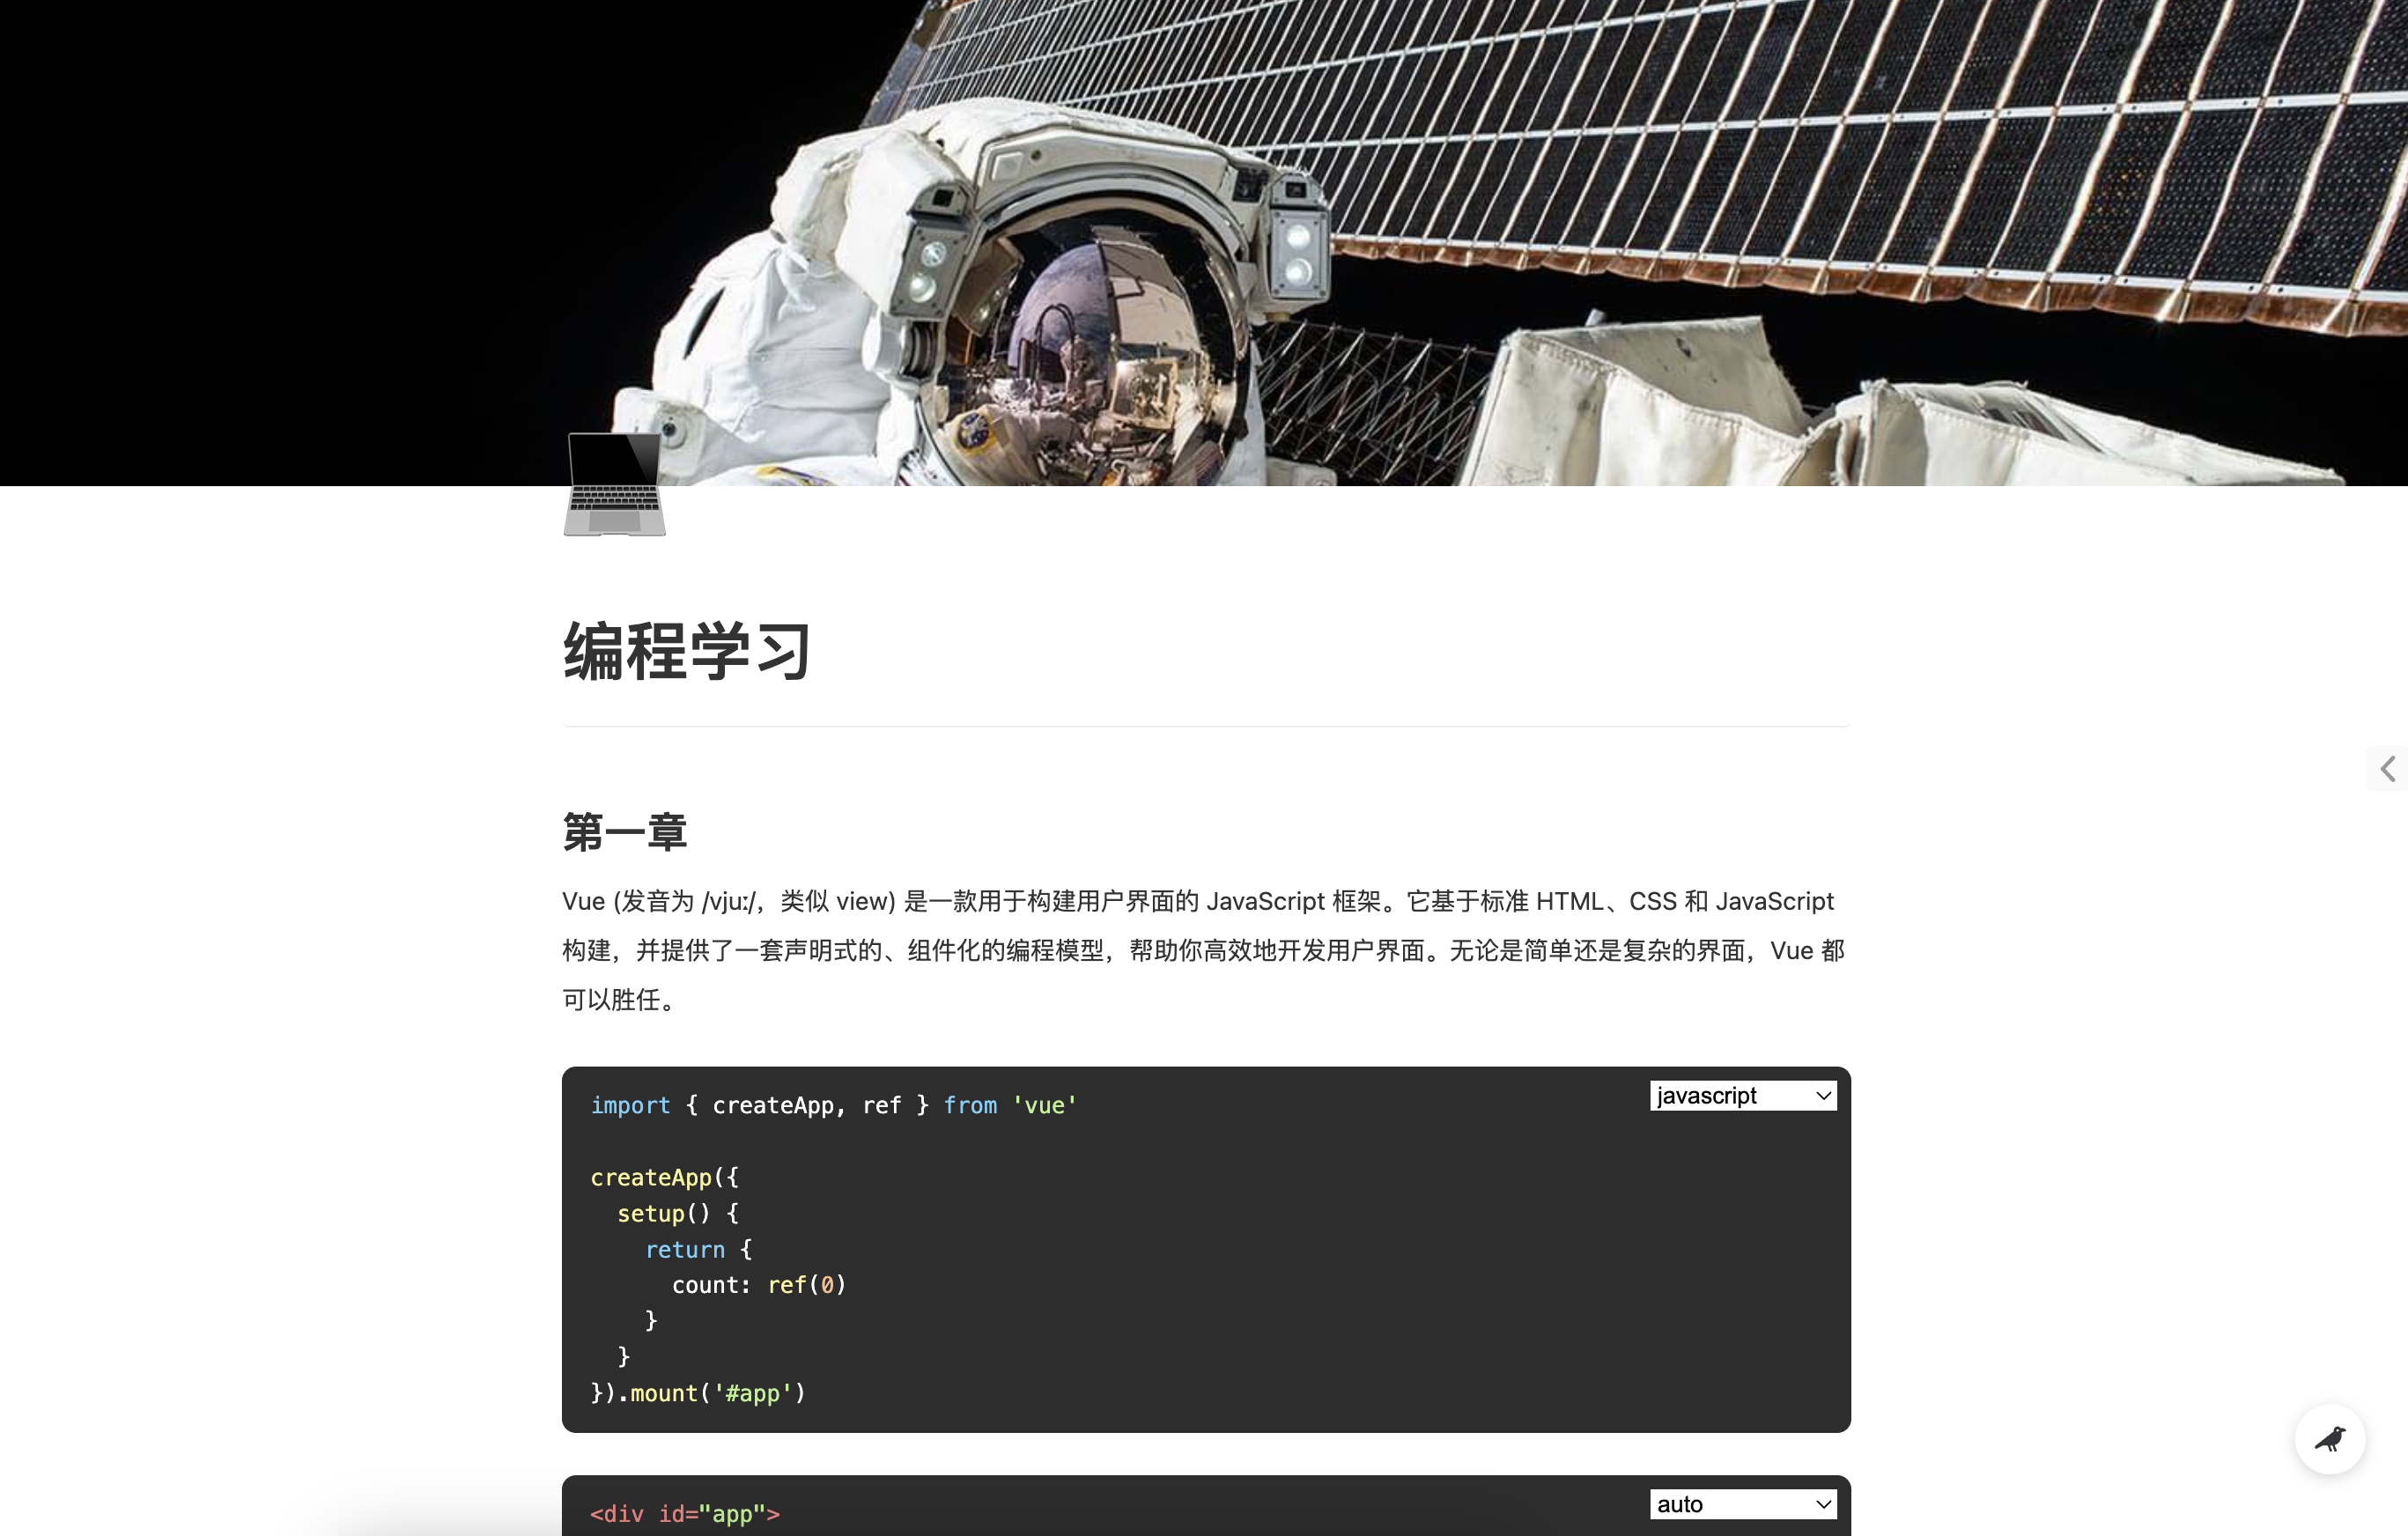 编程学习
第一章
Vue (发音为 /vjuː/，类似 view) 是一款用于构建用户界面的 JavaScript 框架。它基于标准 HTML、CSS 和 JavaScript
构建，并提供了一套声明式的、组件化的编程模型，帮助你高效地开发用户界面。无论是简单还是复杂的界面，Vue 都
可以胜任。
javascript
import { createApp, ref } from 'vue'
createApp({
  setup() {
    return {
      count: ref(0)
    }
  }
}).mount('#app')
auto
<div id="app">